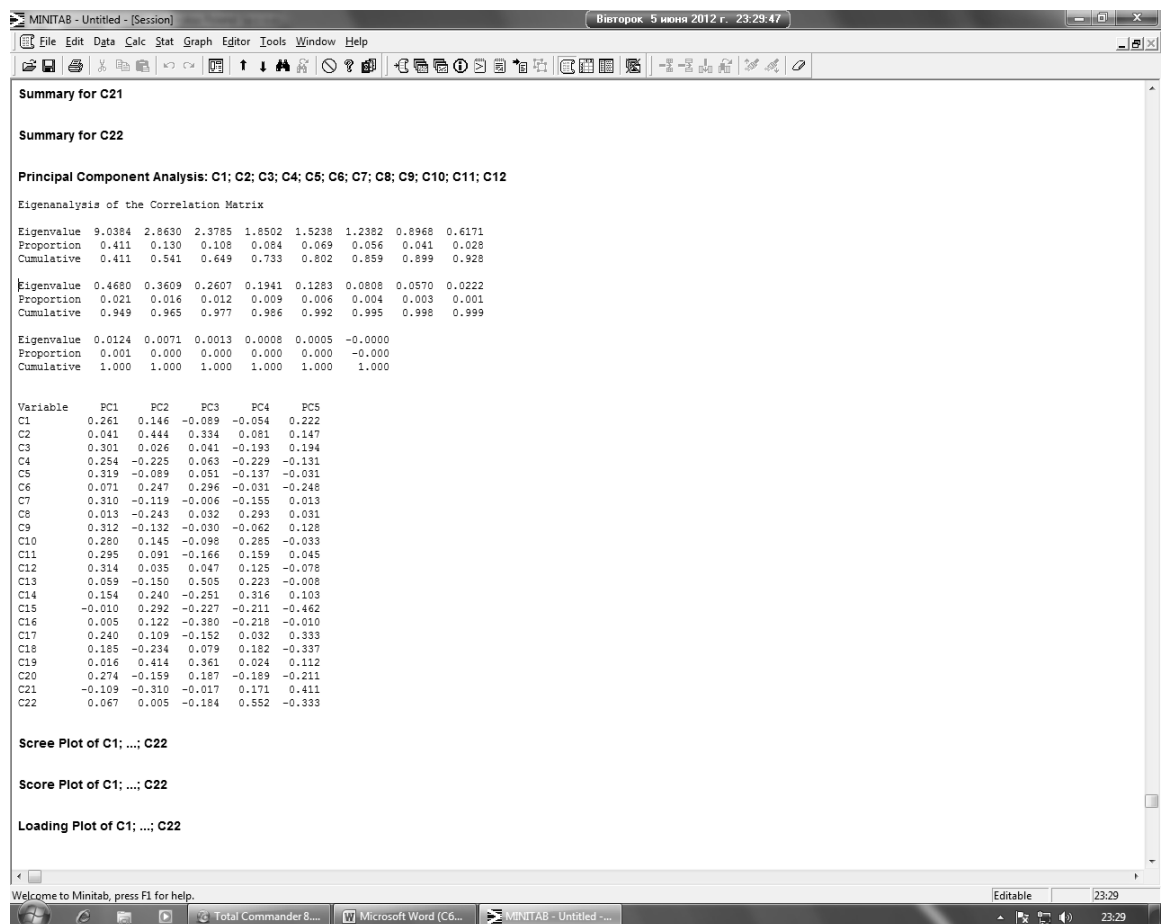 MINITAB - Untitled - [Session]
Вівторок 5 июня 2012 г. 23:29:47
File Edit Data Calc Stat Graph Editor Tools Window Help
Summary for C21
Summary for C22
Principal Component Analysis: C1; C2; C3; C4; C5; C6; C7; C8; C9; C10; C11; C12
Eigenanalysis of the Correlation Matrix
Eigenvalue 9.0384 2.8630 2.3785 1.8502 1.5238 1.2382 0.8968 0.6171
Proportion 0.411 0.130 0.108 0.084 0.069 0.056 0.041 0.028
Cumulative 0.411 0.541 0.649 0.733 0.802 0.859 0.899 0.928
Eigenvalue 0.4680 0.3609 0.2607 0.1941 0.1283 0.0808 0.0570 0.0222
Proportion 0.021 0.016 0.012 0.009 0.006 0.004 0.003 0.001
Cumulative 0.949 0.965 0.977 0.986 0.992 0.995 0.998 0.999
Eigenvalue 0.0124 0.0071 0.0013 0.0008 0.0005 -0.0000
Proportion 0.001 0.000 0.000 0.000 0.000 -0.000
Cumulative 1.000 1.000 1.000 1.000 1.000 1.000
Variable PC1 PC2 PC3 PC4 PC5
C1 0.261 0.146 -0.089 -0.054 0.222
C2 0.041 0.444 0.334 0.081 0.147
C3 0.301 0.026 0.041 -0.193 0.194
C4 0.254 -0.225 0.063 -0.229 -0.131
C5 0.319 -0.089 0.051 -0.137 -0.031
C6 0.071 0.247 0.296 -0.031 -0.248
C7 0.310 -0.119 -0.006 -0.155 0.013
C8 0.013 -0.243 0.032 0.293 0.031
C9 0.312 -0.132 -0.030 -0.062 0.128
C10 0.280 0.145 -0.098 0.285 -0.033
C11 0.295 0.091 -0.166 0.159 0.045
C12 0.314 0.035 0.047 0.125 -0.078
C13 0.059 -0.150 0.505 0.223 -0.008
C14 0.154 0.240 -0.251 0.316 0.103
C15 -0.010 0.292 -0.227 -0.211 -0.462
C16 0.005 0.122 -0.380 -0.218 -0.010
C17 0.240 0.109 -0.152 0.032 0.333
C18 0.185 -0.234 0.079 0.182 -0.337
C19 0.016 0.414 0.361 0.024 0.112
C20 0.274 -0.159 0.187 -0.189 -0.211
C21 -0.109 -0.310 -0.017 0.171 0.411
C22 0.067 0.005 -0.184 0.552 -0.333
Scree Plot of C1; ...; C22
Score Plot of C1; ...; C22
Loading Plot of C1; ...; C22
Welcome to Minitab, press F1 for help.
Editable 23:29
Total Commander 8.... Microsoft Word (C6... MINITAB - Untitled -... 23:29